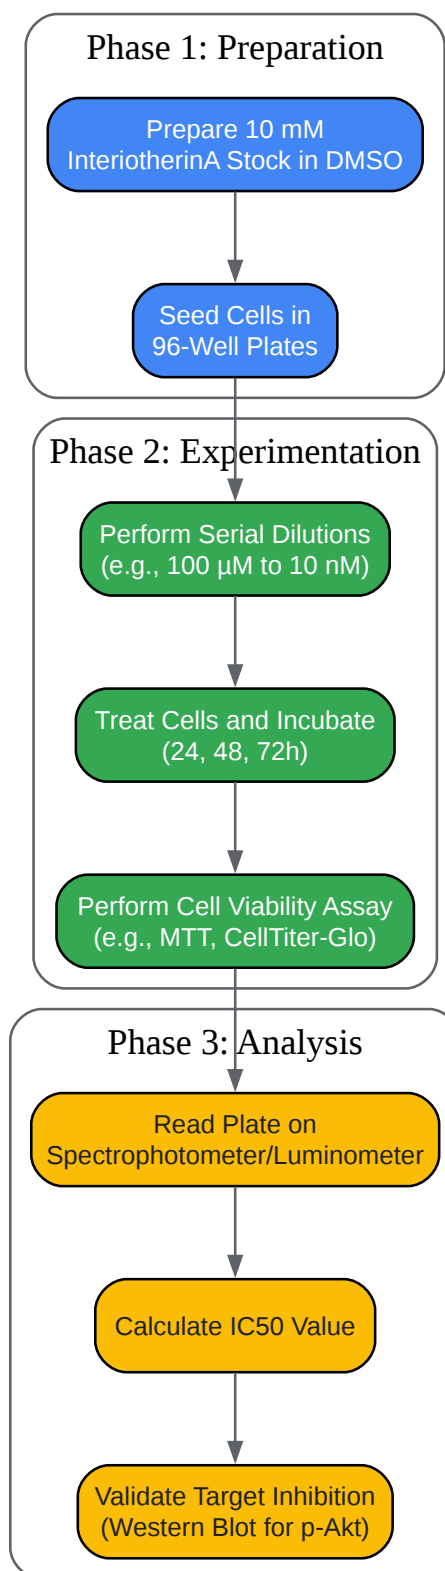 Phase 1: Preparation
Prepare 10 mM
InteriotherinA Stock in DMSO
Seed Cells in
96-Well Plates
Phase 2: Experimentation
Perform Serial Dilutions
(e.g., 100 µM to 10 nM)
Treat Cells and Incubate
(24, 48, 72h)
Perform Cell Viability Assay
(e.g., MTT, CellTiter-Glo)
Phase 3: Analysis
Read Plate on
Spectrophotometer/Luminometer
Calculate IC50 Value
Validate Target Inhibition
(Western Blot for p-Akt)